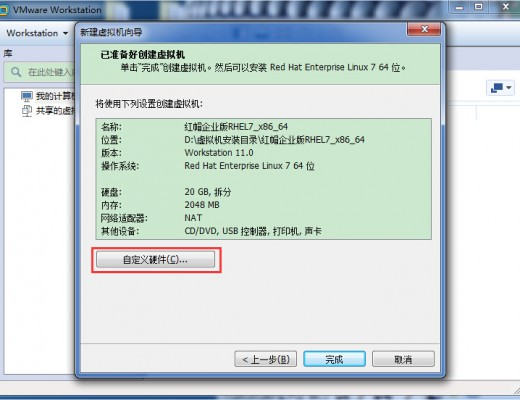 VMware Workstation
Workstation
库
在此处键入
我的计算机
共享的虚
新建虚拟机向导
已准备好创建虚拟机
单击"完成"创建虚拟机。然后可以安装 Red Hat Enterprise Linux 7 64 位。
将使用下列设置创建虚拟机:
名称: 红帽企业版RHEL7_x86_64
位置: D:\虚拟机安装目录\红帽企业版RHEL7_x86_64
版本: Workstation 11.0
操作系统: Red Hat Enterprise Linux 7 64 位
硬盘: 20 GB, 拆分
内存: 2048 MB
网络适配器: NAT
其他设备: CD/DVD, USB 控制器, 打印机, 声卡
自定义硬件(C)...
< 上一步(B)
完成
取消